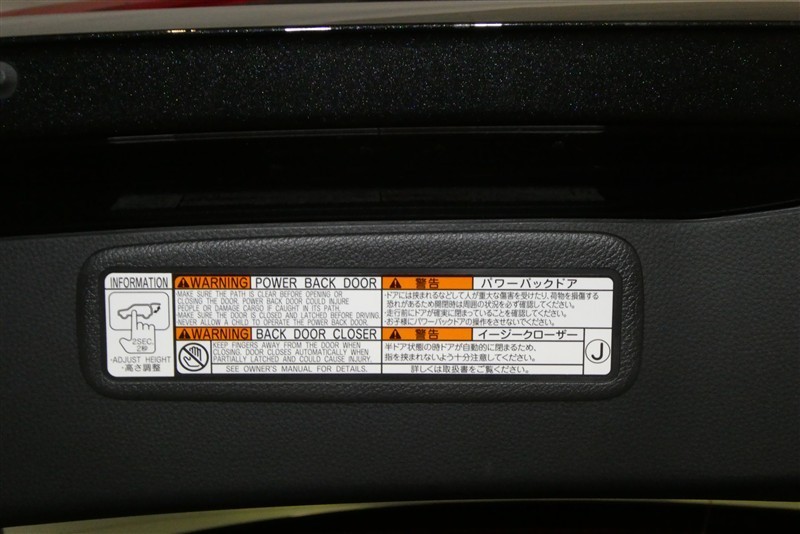 INFORMATION
2SEC.
2秒
·ADJUST HEIGHT
·高さ調整
WARNING POWER BACK DOOR
·MAKE SURE THE PATH IS CLEAR BEFORE OPENING OR
CLOSING THE DOOR. POWER BACK DOOR COULD INJURE
PEOPLE OR DAMAGE CARGO IF CAUGHT IN ITS PATH.
·MAKE SURE THE DOOR IS CLOSED AND LATCHED BEFORE DRIVING.
·NEVER ALLOW A CHILD TO OPERATE THE POWER BACK DOOR.
WARNING BACK DOOR CLOSER
KEEP FINGERS AWAY FROM THE DOOR WHEN
CLOSING. DOOR CLOSES AUTOMATICALLY WHEN
PARTIALLY LATCHED AND COULD CAUSE INJURY.
SEE OWNER'S MANUAL FOR DETAILS.
警告 パワーバックドア
·ドアには挟まれるなどして人が重大な傷害を受けたり、荷物を損傷する
恐れがあるため開閉時は周囲の状況を必ず確認してください。
·走行前にドアが確実に閉まっていることを確認してください。
·お子様にパワーバックドアの操作をさせないでください。
警告 イージークローザー
半ドア状態の時ドアが自動的に閉まるため、
指を挟まれないよう十分注意してください。
詳しくは取扱書をご覧ください。
J